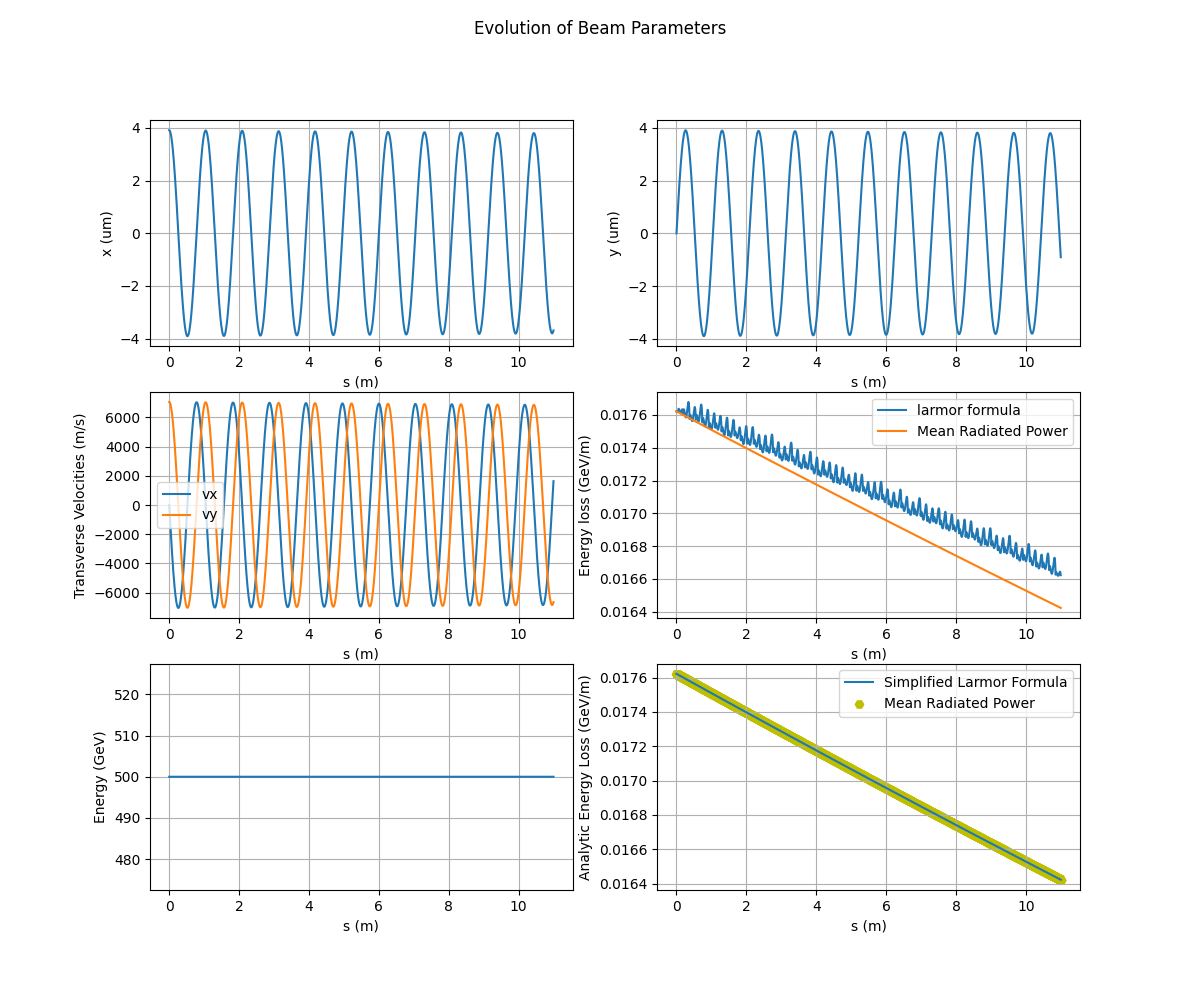 Evolution of Beam Parameters
4
2
0
−2
−4
x (um)
0 2 4 6 8 10
s (m)
4
2
0
−2
−4
y (um)
0 2 4 6 8 10
s (m)
6000
4000
2000
0
−2000
−4000
−6000
Transverse Velocities (m/s)
vx
vy
0 2 4 6 8 10
s (m)
0.0176
0.0174
0.0172
0.0170
0.0168
0.0166
0.0164
Energy loss (GeV/m)
larmor formula
Mean Radiated Power
0 2 4 6 8 10
s (m)
520
510
500
490
480
Energy (GeV)
0 2 4 6 8 10
s (m)
0.0176
0.0174
0.0172
0.0170
0.0168
0.0166
0.0164
Analytic Energy Loss (GeV/m)
Simplified Larmor Formula
Mean Radiated Power
0 2 4 6 8 10
s (m)